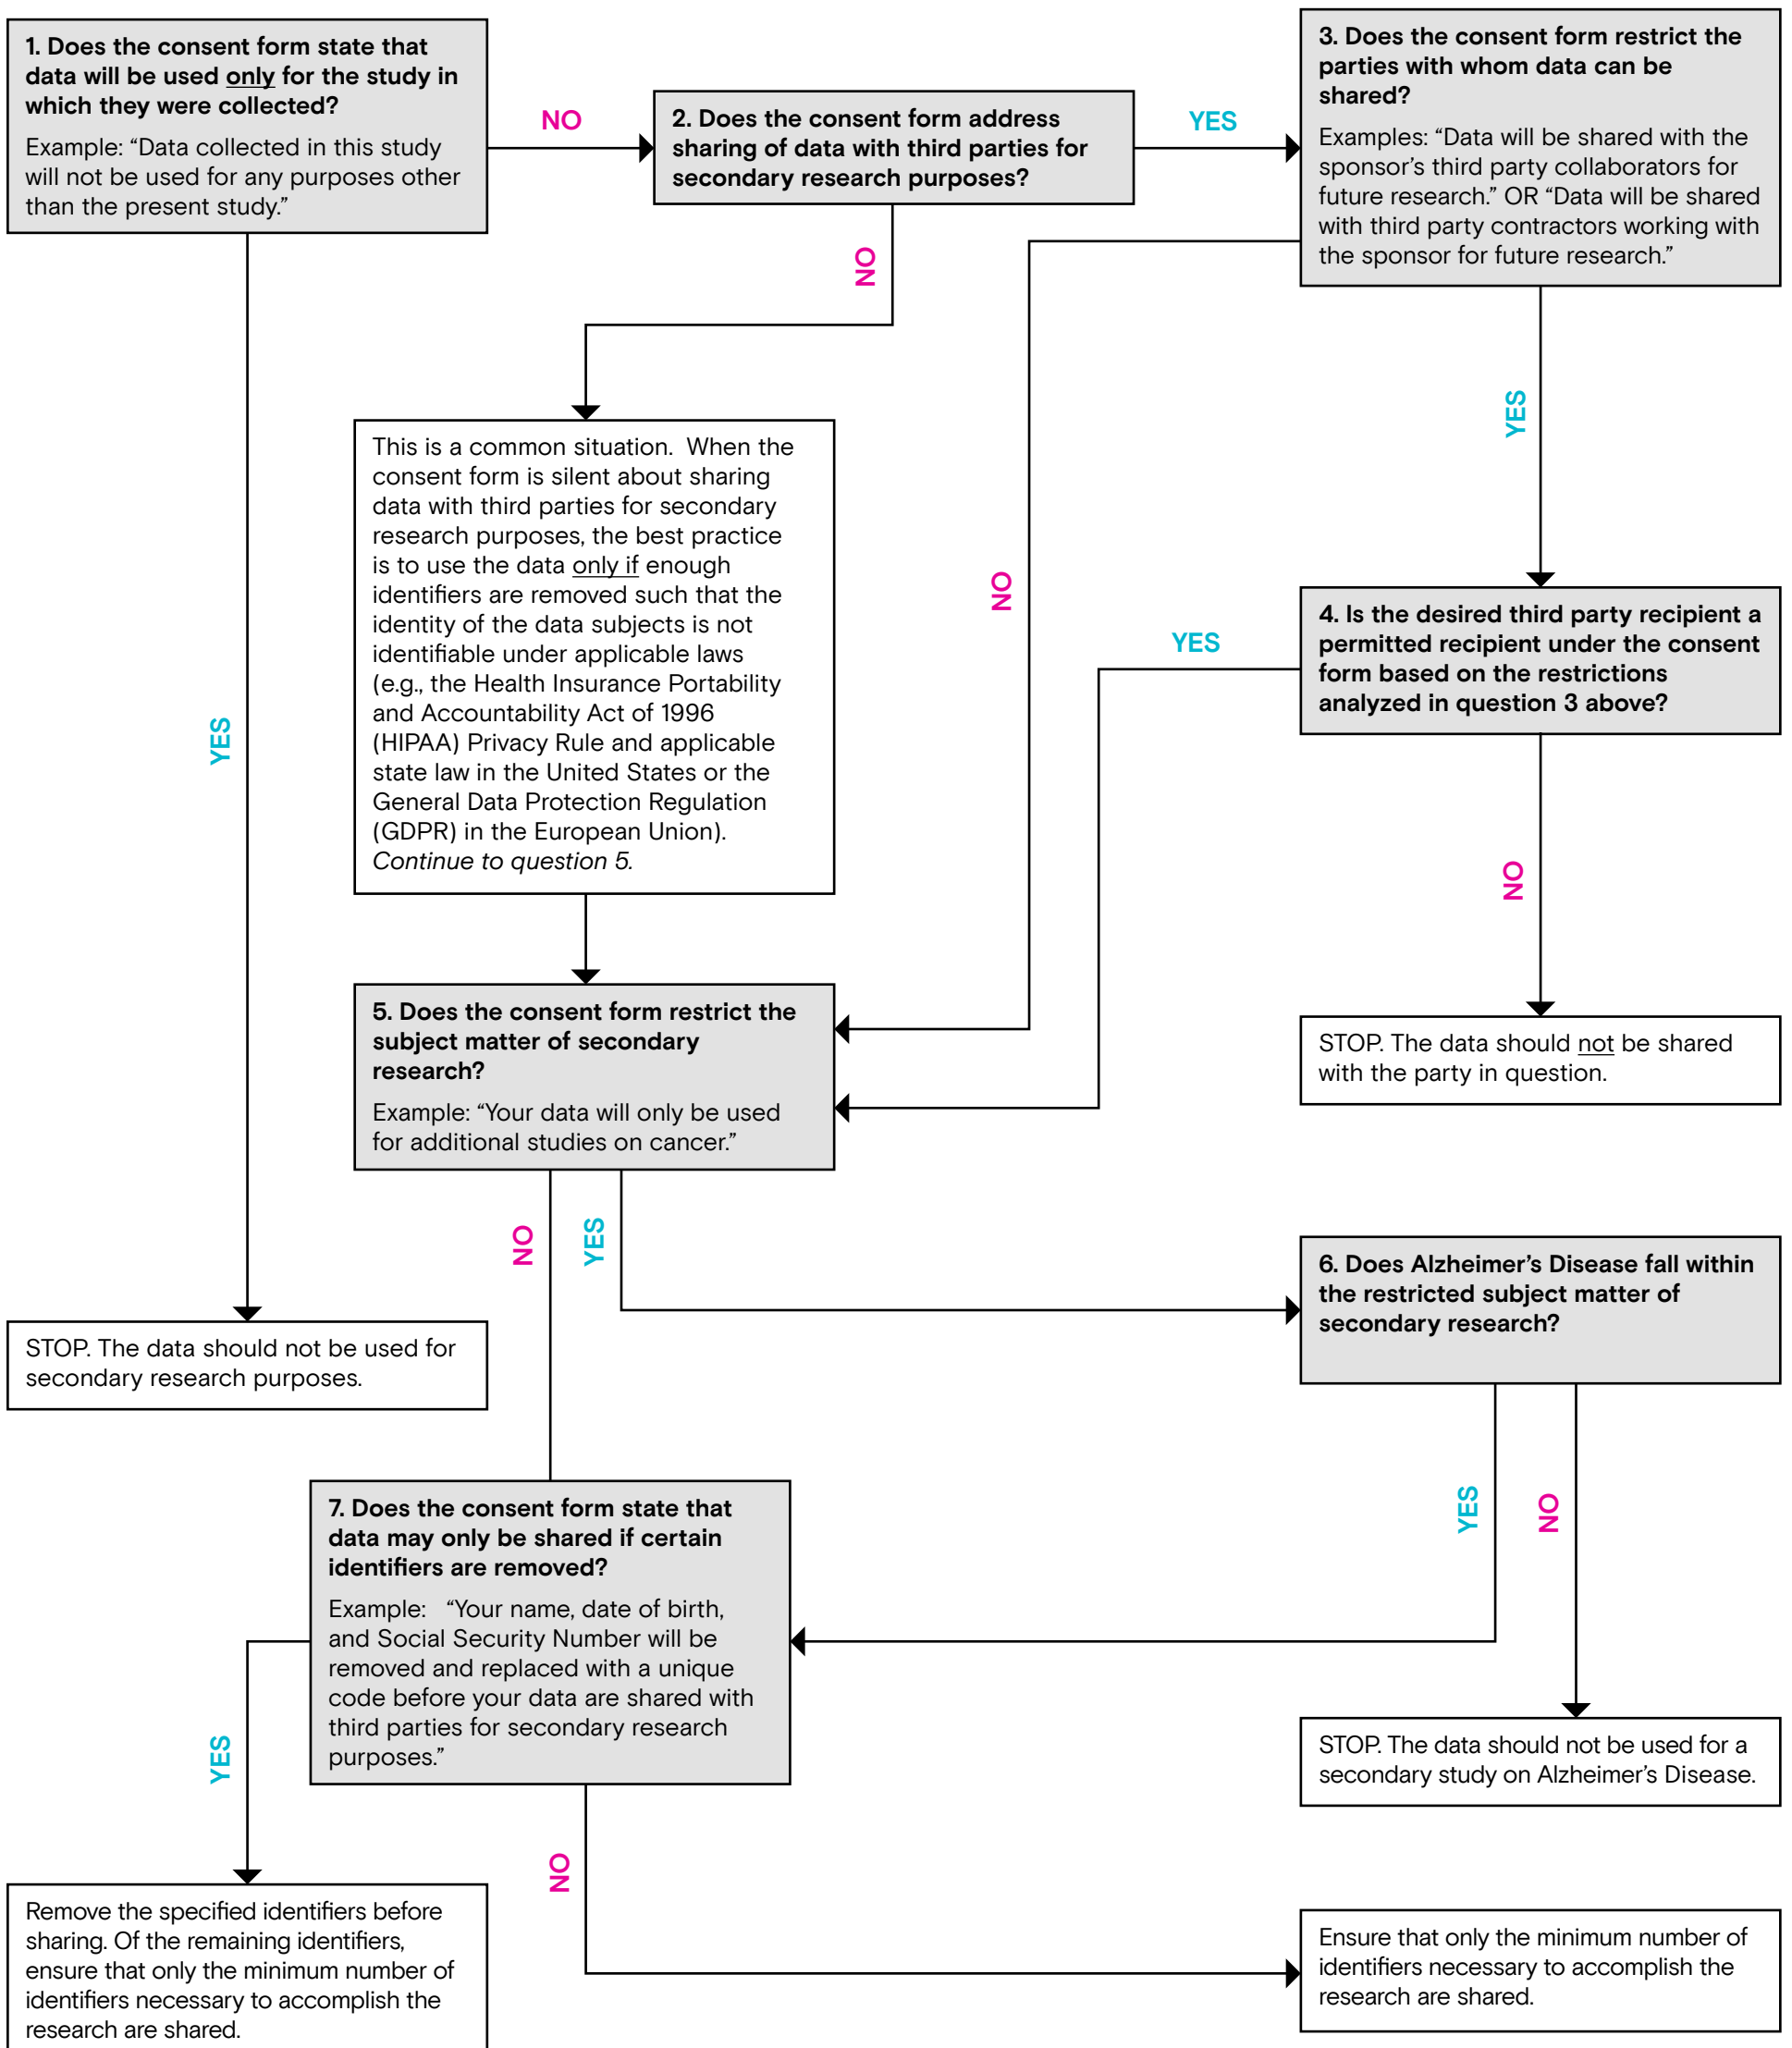 1. Does the consent form state that
data will be used only for the study in
which they were collected?
Example: “Data collected in this study
will not be used for any purposes other
than the present study.”
NO
2. Does the consent form address
sharing of data with third parties for
secondary research purposes?
YES
3. Does the consent form restrict the
parties with whom data can be
shared?
Examples: “Data will be shared with the
sponsor’s third party collaborators for
future research.” OR “Data will be shared
with third party contractors working with
the sponsor for future research.”
NO
YES
This is a common situation.  When the
consent form is silent about sharing
data with third parties for secondary
research purposes, the best practice
is to use the data only if enough
identifiers are removed such that the
identity of the data subjects is not
identifiable under applicable laws
(e.g., the Health Insurance Portability
and Accountability Act of 1996
(HIPAA) Privacy Rule and applicable
state law in the United States or the
General Data Protection Regulation
(GDPR) in the European Union).
Continue to question 5.
NO
YES
4. Is the desired third party recipient a
permitted recipient under the consent
form based on the restrictions
analyzed in question 3 above?
YES
NO
5. Does the consent form restrict the
subject matter of secondary
research?
Example: “Your data will only be used
for additional studies on cancer.”
STOP. The data should not be shared
with the party in question.
NO
YES
6. Does Alzheimer’s Disease fall within
the restricted subject matter of
secondary research?
STOP. The data should not be used for
secondary research purposes.
7. Does the consent form state that
data may only be shared if certain
identifiers are removed?
Example:   “Your name, date of birth,
and Social Security Number will be
removed and replaced with a unique
code before your data are shared with
third parties for secondary research
purposes.”
YES
NO
YES
STOP. The data should not be used for a
secondary study on Alzheimer’s Disease.
NO
Remove the specified identifiers before
sharing. Of the remaining identifiers,
ensure that only the minimum number of
identifiers necessary to accomplish the
research are shared.
Ensure that only the minimum number of
identifiers necessary to accomplish the
research are shared.